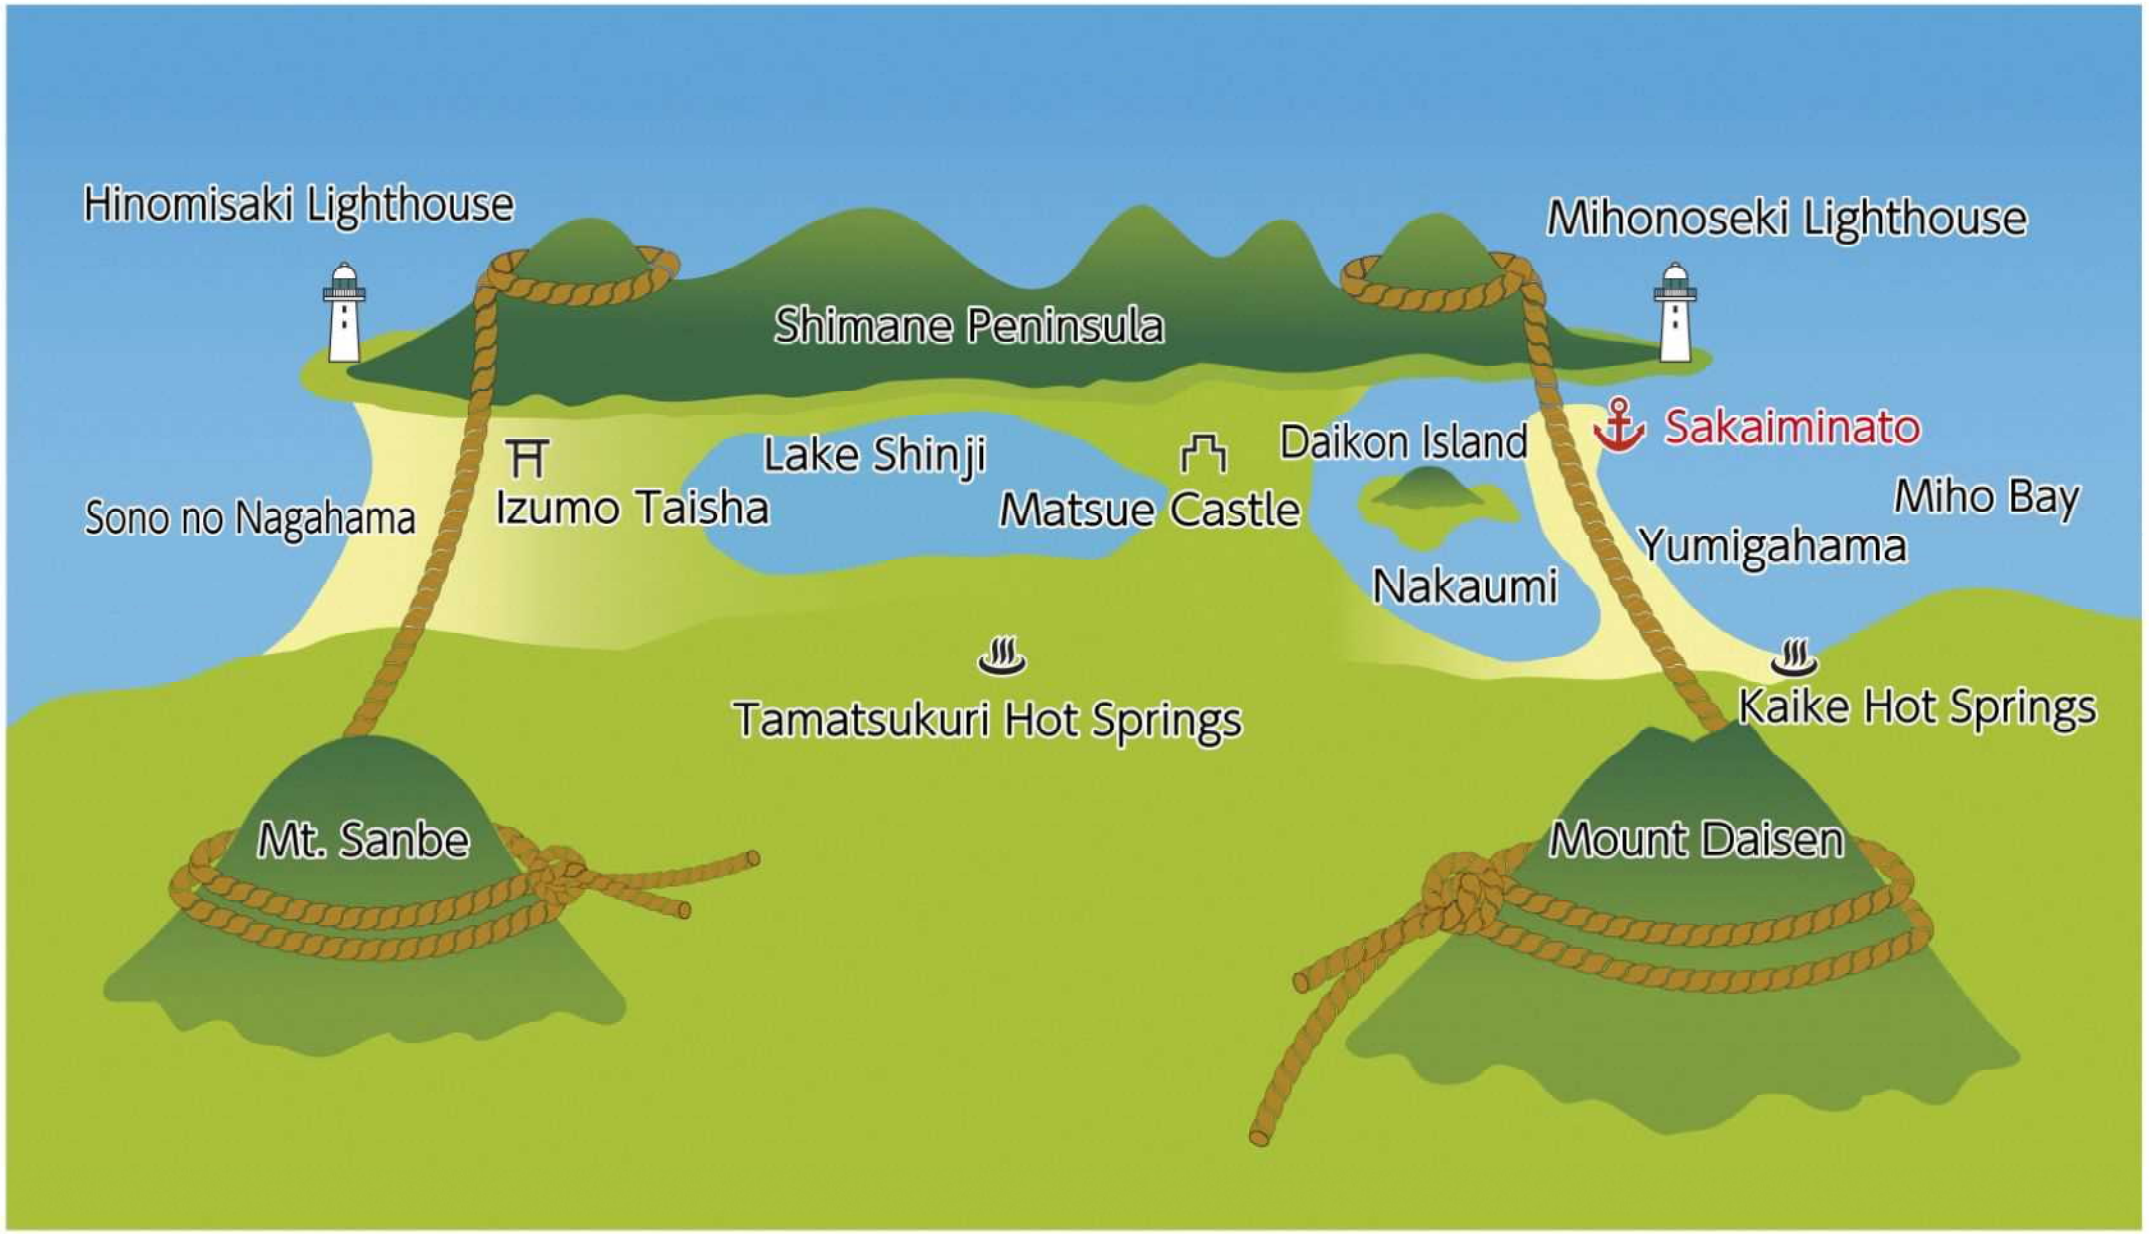 Hinomisaki Lighthouse
Mihonoseki Lighthouse
Shimane Peninsula
Sakaiminato
Daikon Island
Lake Shinji
Miho Bay
Izumo Taisha
Matsue Castle
Sono no Nagahama
Yumigahama
Nakaumi
Kaike Hot Springs
Tamatsukuri Hot Springs
Mt. Sanbe
Mount Daisen